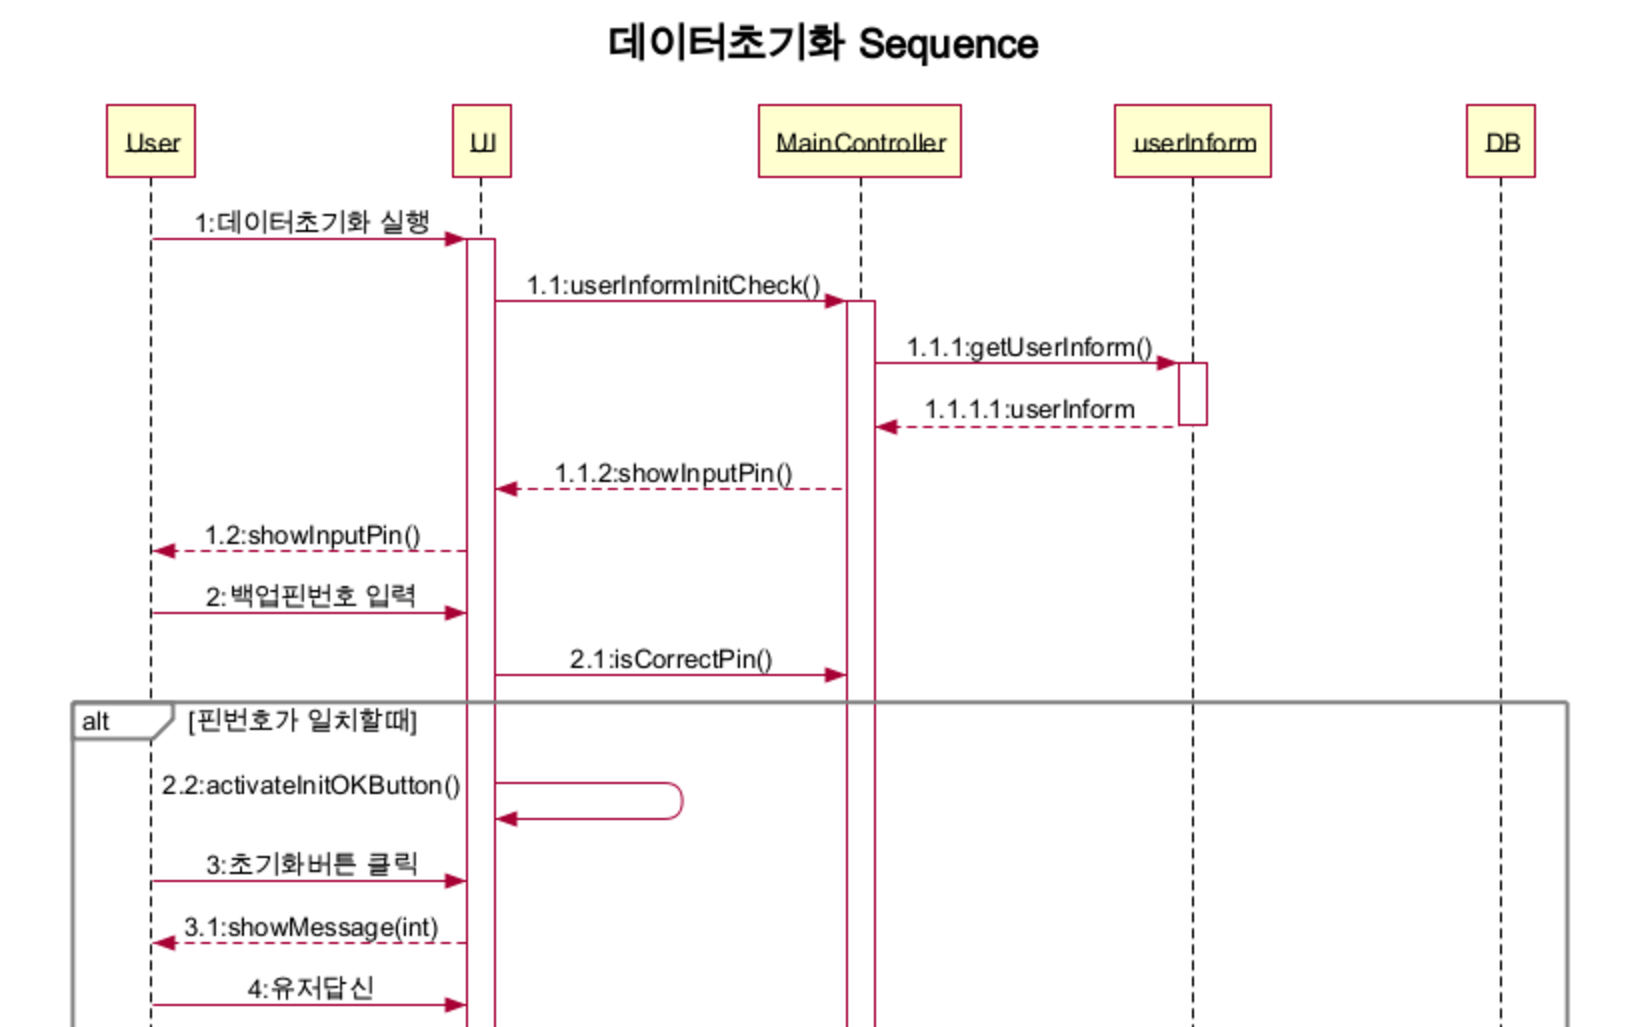 데이터초기화 Sequence
User
UI
MainController
userInform
DB
1:데이터초기화 실행
1.1:userInformInitCheck()
1.1.1:getUserInform()
1.1.1.1:userInform
1.1.2:showInputPin()
1.2:showInputPin()
2:백업핀번호 입력
2.1:isCorrectPin()
alt
[핀번호가 일치할때]
2.2:activateInitOKButton()
3:초기화버튼 클릭
3.1:showMessage(int)
4:유저답신